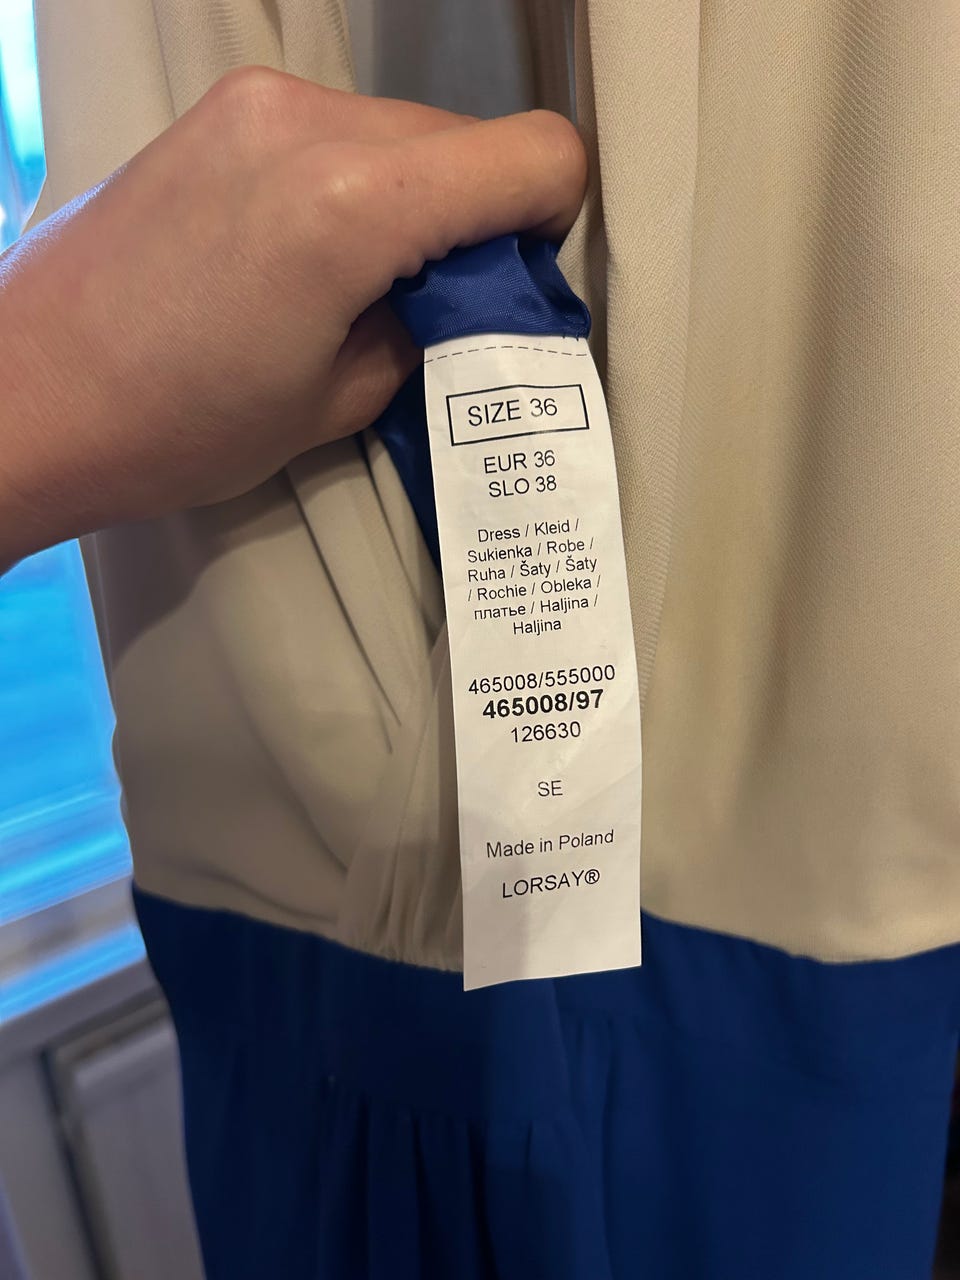 SIZE 36
EUR 36
SLO 38
Dress / Kleid /
Sukienka / Robe /
Ruha / Šaty / Šaty
/ Rochie / Obleka /
платье / Haljina /
Haljina
465008/555000
465008/97
126630
SE
Made in Poland
LORSAY®